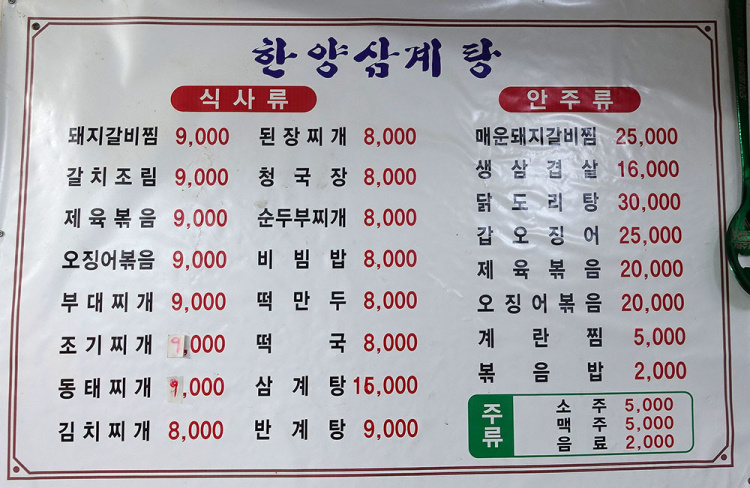 한양삼계탕
식사류
돼지갈비찜 9,000
갈치조림 9,000
제육볶음 9,000
오징어볶음 9,000
부대찌개 9,000
조기찌개 9,000
동태찌개 9,000
김치찌개 8,000
된장찌개 8,000
청국장 8,000
순두부찌개 8,000
비빔밥 8,000
떡만두 8,000
떡국 8,000
삼계탕
반계탕 9,000
안주류
매운돼지갈비찜 25,000
생삼겹살 16,000
닭도리탕 30,000
갑오징어 25,000
제육볶음 20,000
오징어볶음 20,000
계란찜 5,000
볶음밥 2,000
주류
소주 5,000
맥주 5,000
음료 2,000